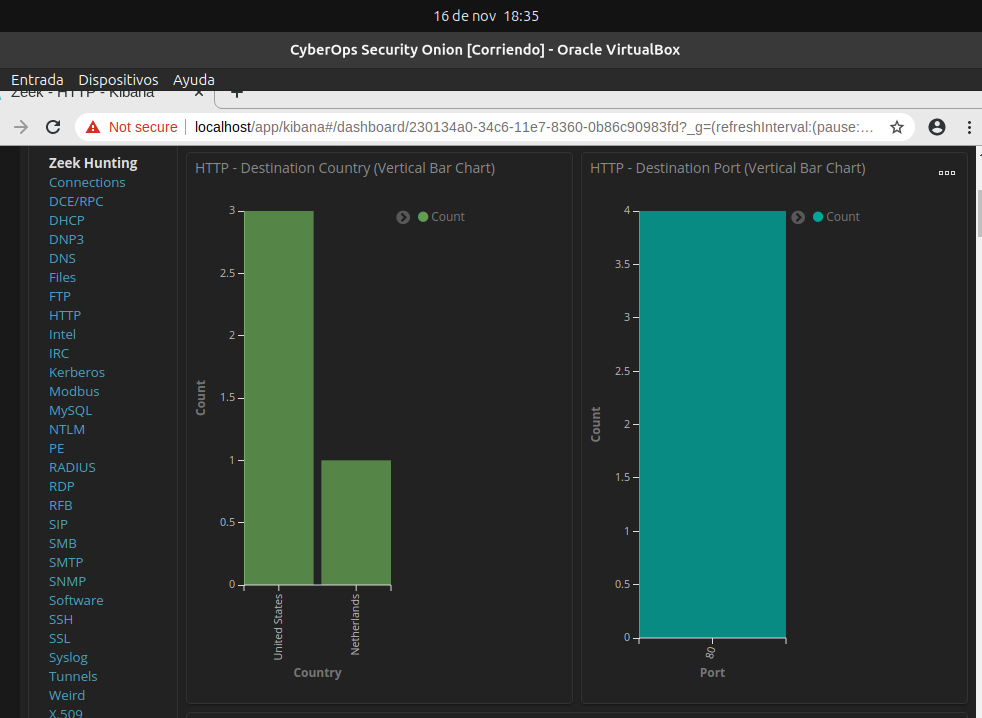 16 de nov 18:35
CyberOps Security Onion [Corriendo] - Oracle VirtualBox
Entrada Dispositivos Ayuda
Zeek - HTTP - Kibana
Not secure localhost/app/kibana#/dashboard/230134a0-34c6-11e7-8360-0b86c90983fd?_g=(refreshInterval:(pause:...
Zeek Hunting
Connections
DCE/RPC
DHCP
DNP3
DNS
Files
FTP
HTTP
Intel
IRC
Kerberos
Modbus
MySQL
NTLM
PE
RADIUS
RDP
RFB
SIP
SMB
SMTP
SNMP
Software
SSH
SSL
Syslog
Tunnels
Weird
X.509
HTTP - Destination Country (Vertical Bar Chart)
Count
3
2.5
2
1.5
1
0.5
0
Count
United States
Netherlands
Country
HTTP - Destination Port (Vertical Bar Chart)
Count
4
3.5
3
2.5
2
1.5
1
0.5
0
Count
80
Port